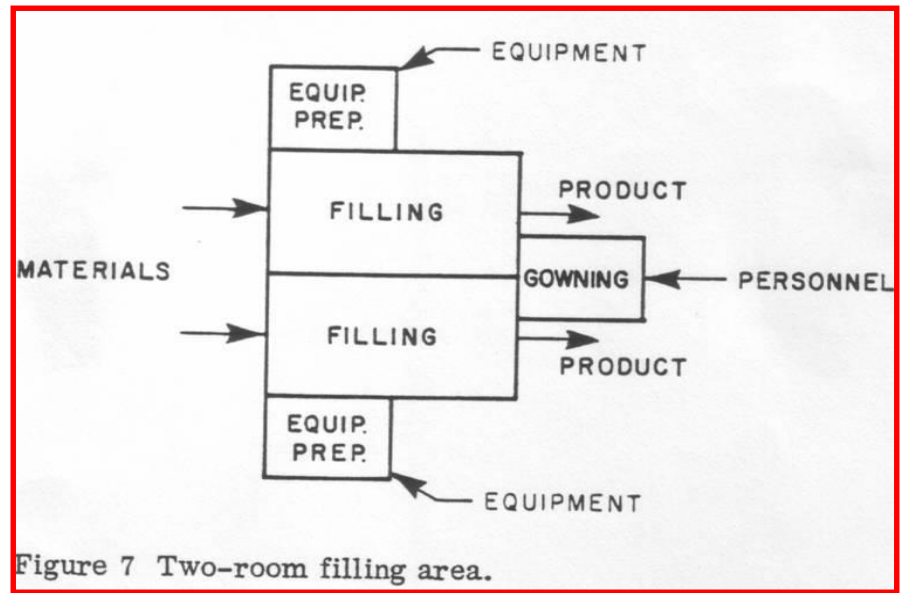 EQUIPMENT
EQUIP.
PREP.
PRODUCT
FILLING
MATERIALS
GOWNING
PERSONNEL
FILLING
PRODUCT
EQUIP.
PREP.
EQUIPMENT
Figure 7 Two-room filling area.